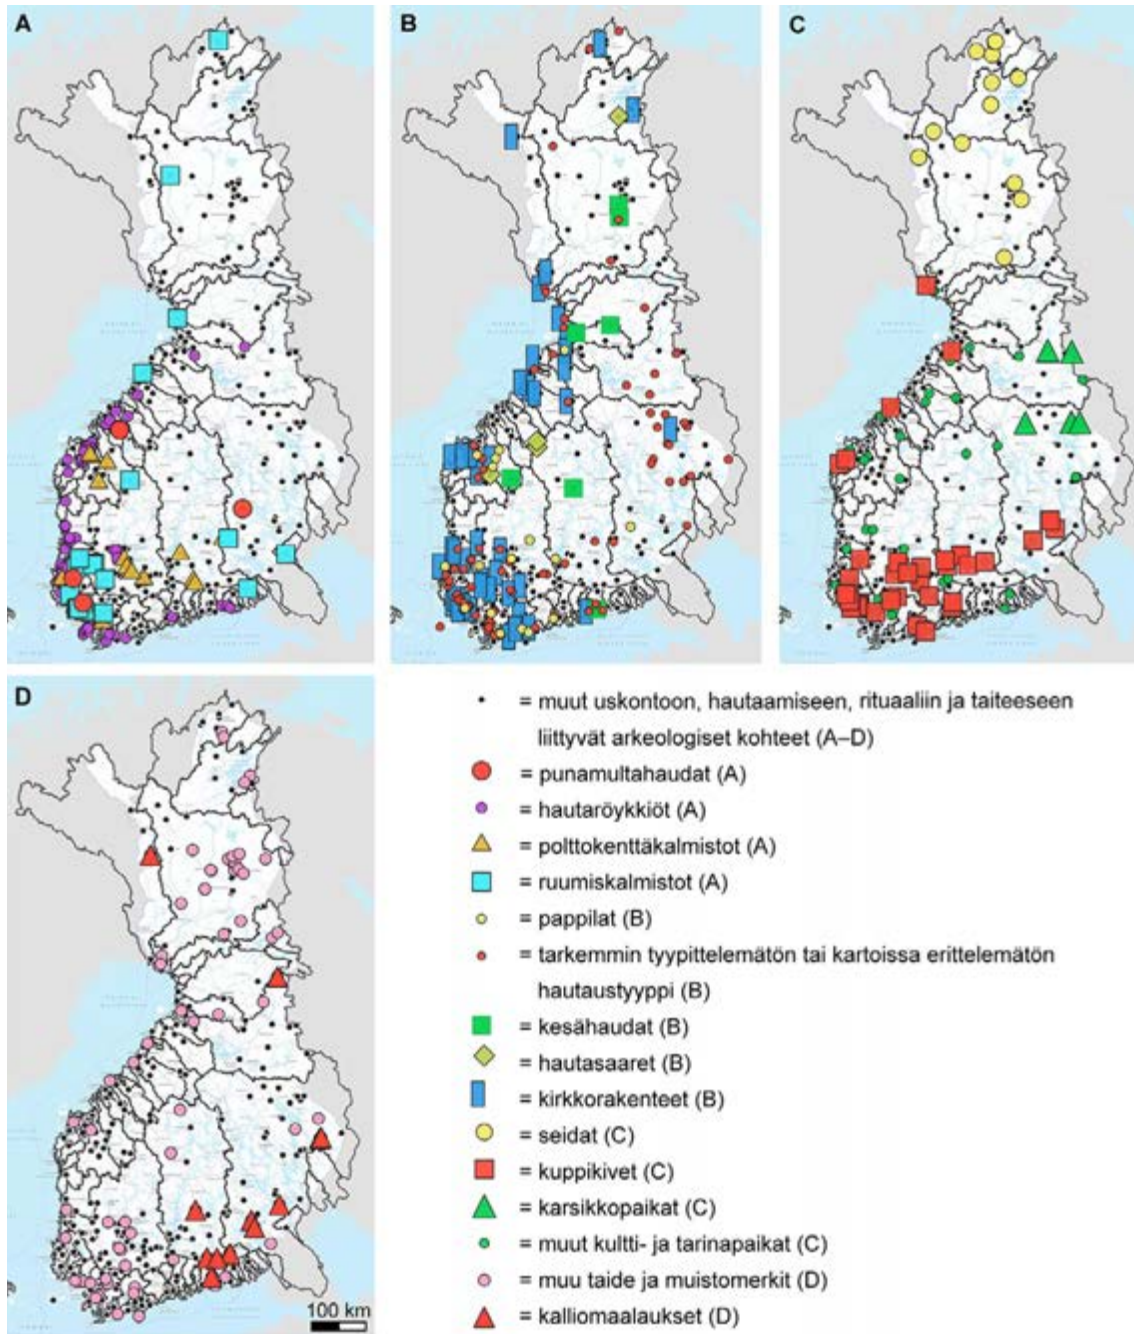 A
B
C
D
• = muut uskontoon, hautaamiseen, rituaaliin ja taiteeseen
liittyvät arkeologiset kohteet (A–D)
= punamultahaudat (A)
= hautaröykkiöt (A)
= polttokenttäkalmistot (A)
= ruumiskalmistot (A)
= pappilat (B)
= tarkemmin tyypittelemätön tai kartoissa erittelemätön
hautaustyyppi (B)
= kesähaudat (B)
= hautasaaret (B)
= kirkkorakenteet (B)
= seidat (C)
= kuppikivet (C)
= karsikkopaikat (C)
= muut kultti- ja tarinapaikat (C)
= muu taide ja muistomerkit (D)
= kalliomaalaukset (D)
100 km